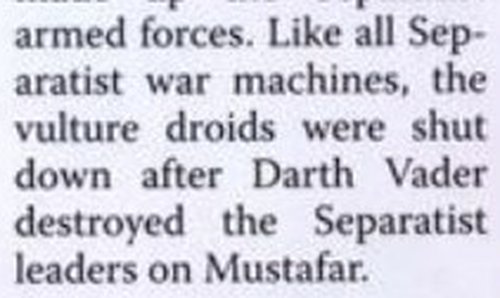 armed forces. Like all Sep-
aratist war machines, the
vulture droids were shut
down after Darth Vader
destroyed the Separatist
leaders on Mustafar.